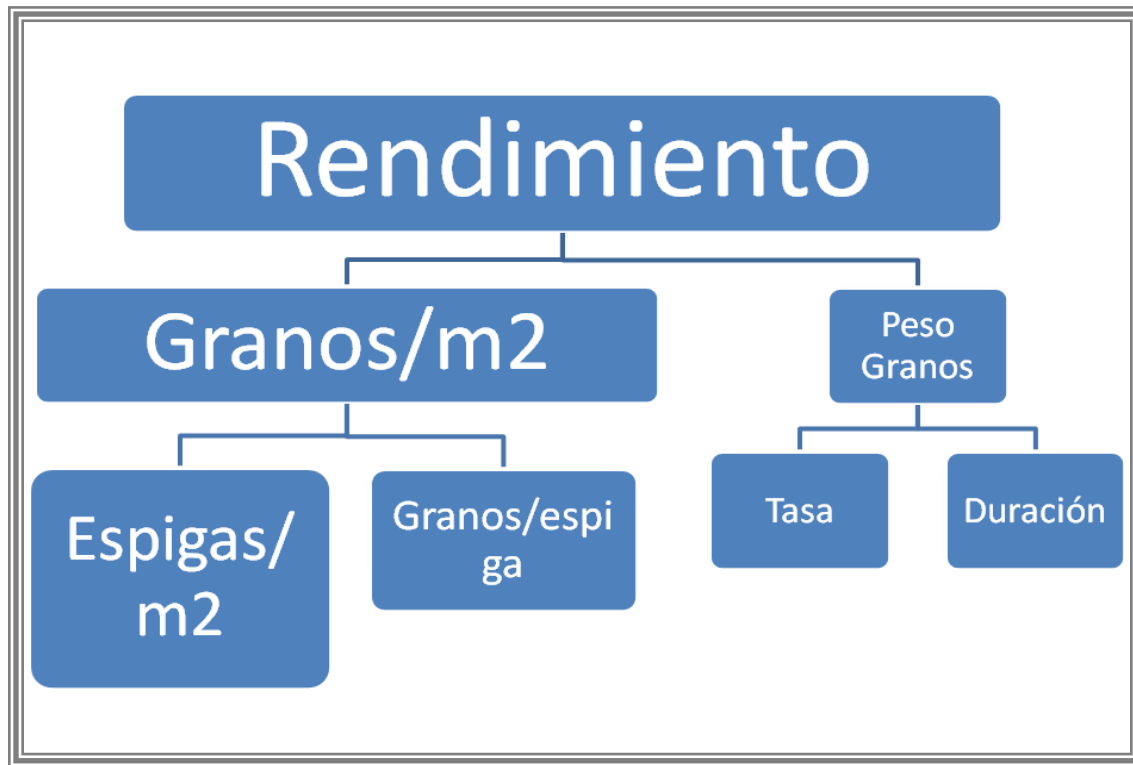 Rendimiento
Granos/m2
Peso
Granos
Espigas/
m2
Granos/espi
ga
Tasa
Duración